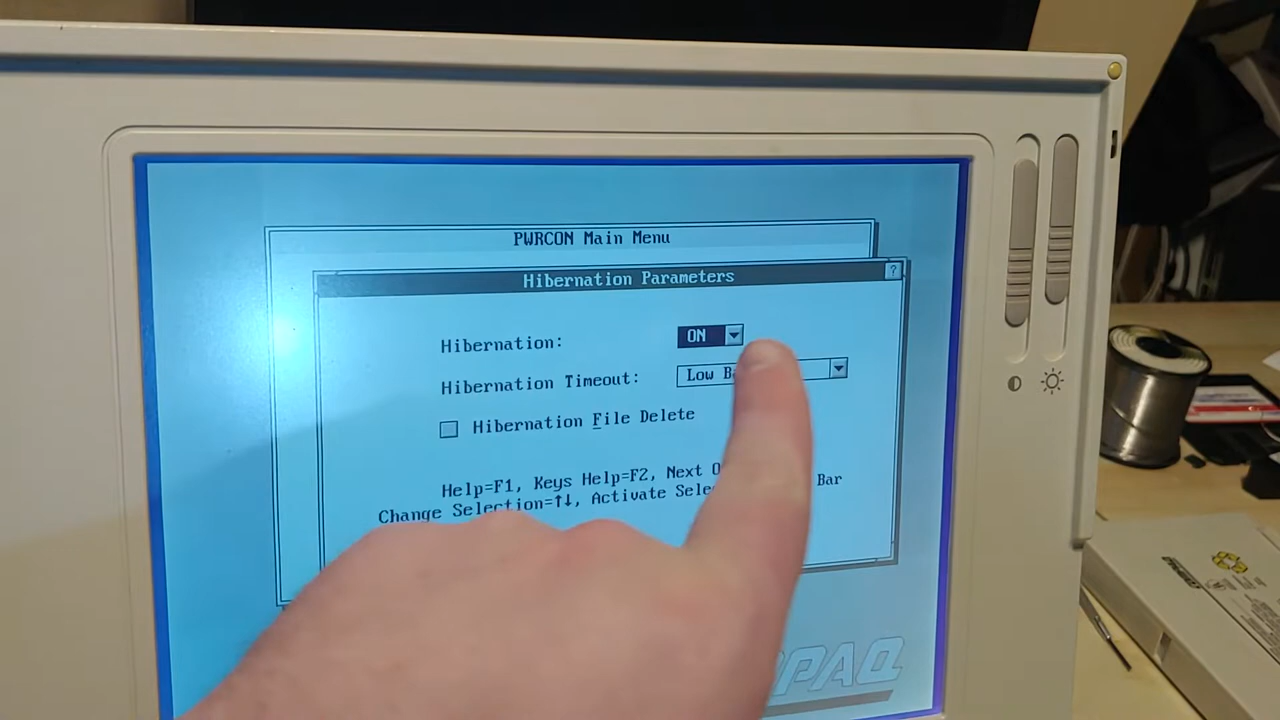 PWRCON Main Menu
Hibernation Parameters ?
Hibernation: ON
Hibernation Timeout: Low
Hibernation File Delete
Help=F1, Keys Help=F2, Next Bar
Change Selection=↑↓, Activate
PAQ